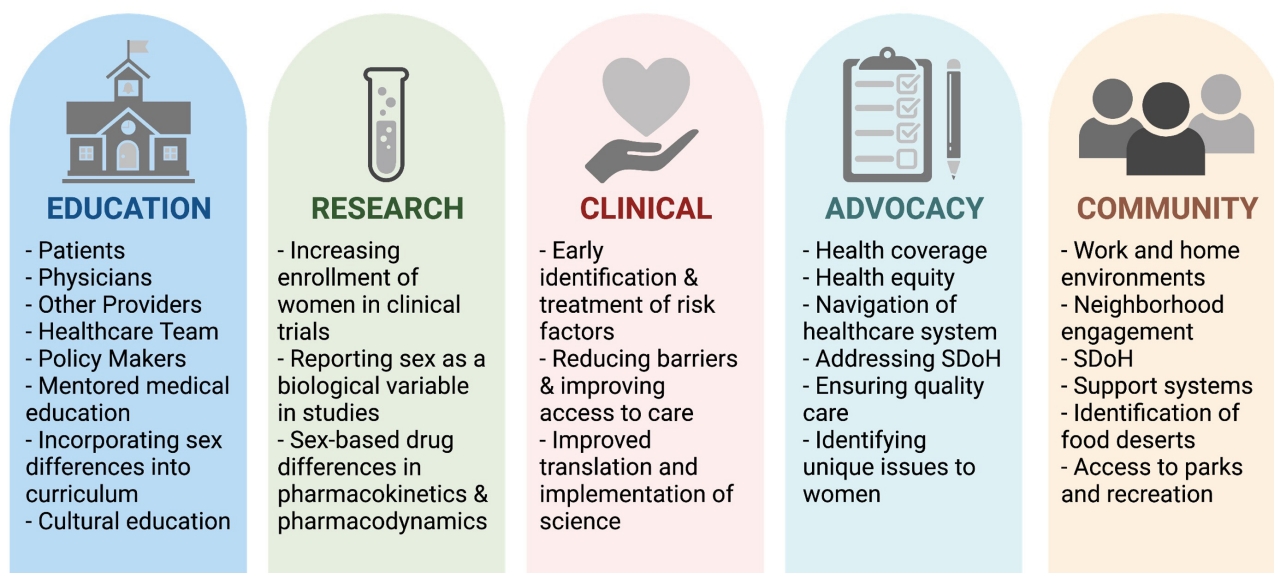 EDUCATION
- Patients
- Physicians
- Other Providers
- Healthcare Team
- Policy Makers
- Mentored medical
education
- Incorporating sex
differences into
curriculum
- Cultural education
RESEARCH
- Increasing
enrollment of
women in clinical
trials
- Reporting sex as a
biological variable
in studies
- Sex-based drug
differences in
pharmacokinetics &
pharmacodynamics
CLINICAL
- Early
identification &
treatment of risk
factors
- Reducing barriers
& improving
access to care
- Improved
translation and
implementation of
science
ADVOCACY
- Health coverage
- Health equity
- Navigation of
healthcare system
- Addressing SDoH
- Ensuring quality
care
- Identifying
unique issues to
women
COMMUNITY
- Work and home
environments
- Neighborhood
engagement
- SDoH
- Support systems
- Identification of
food deserts
- Access to parks
and recreation